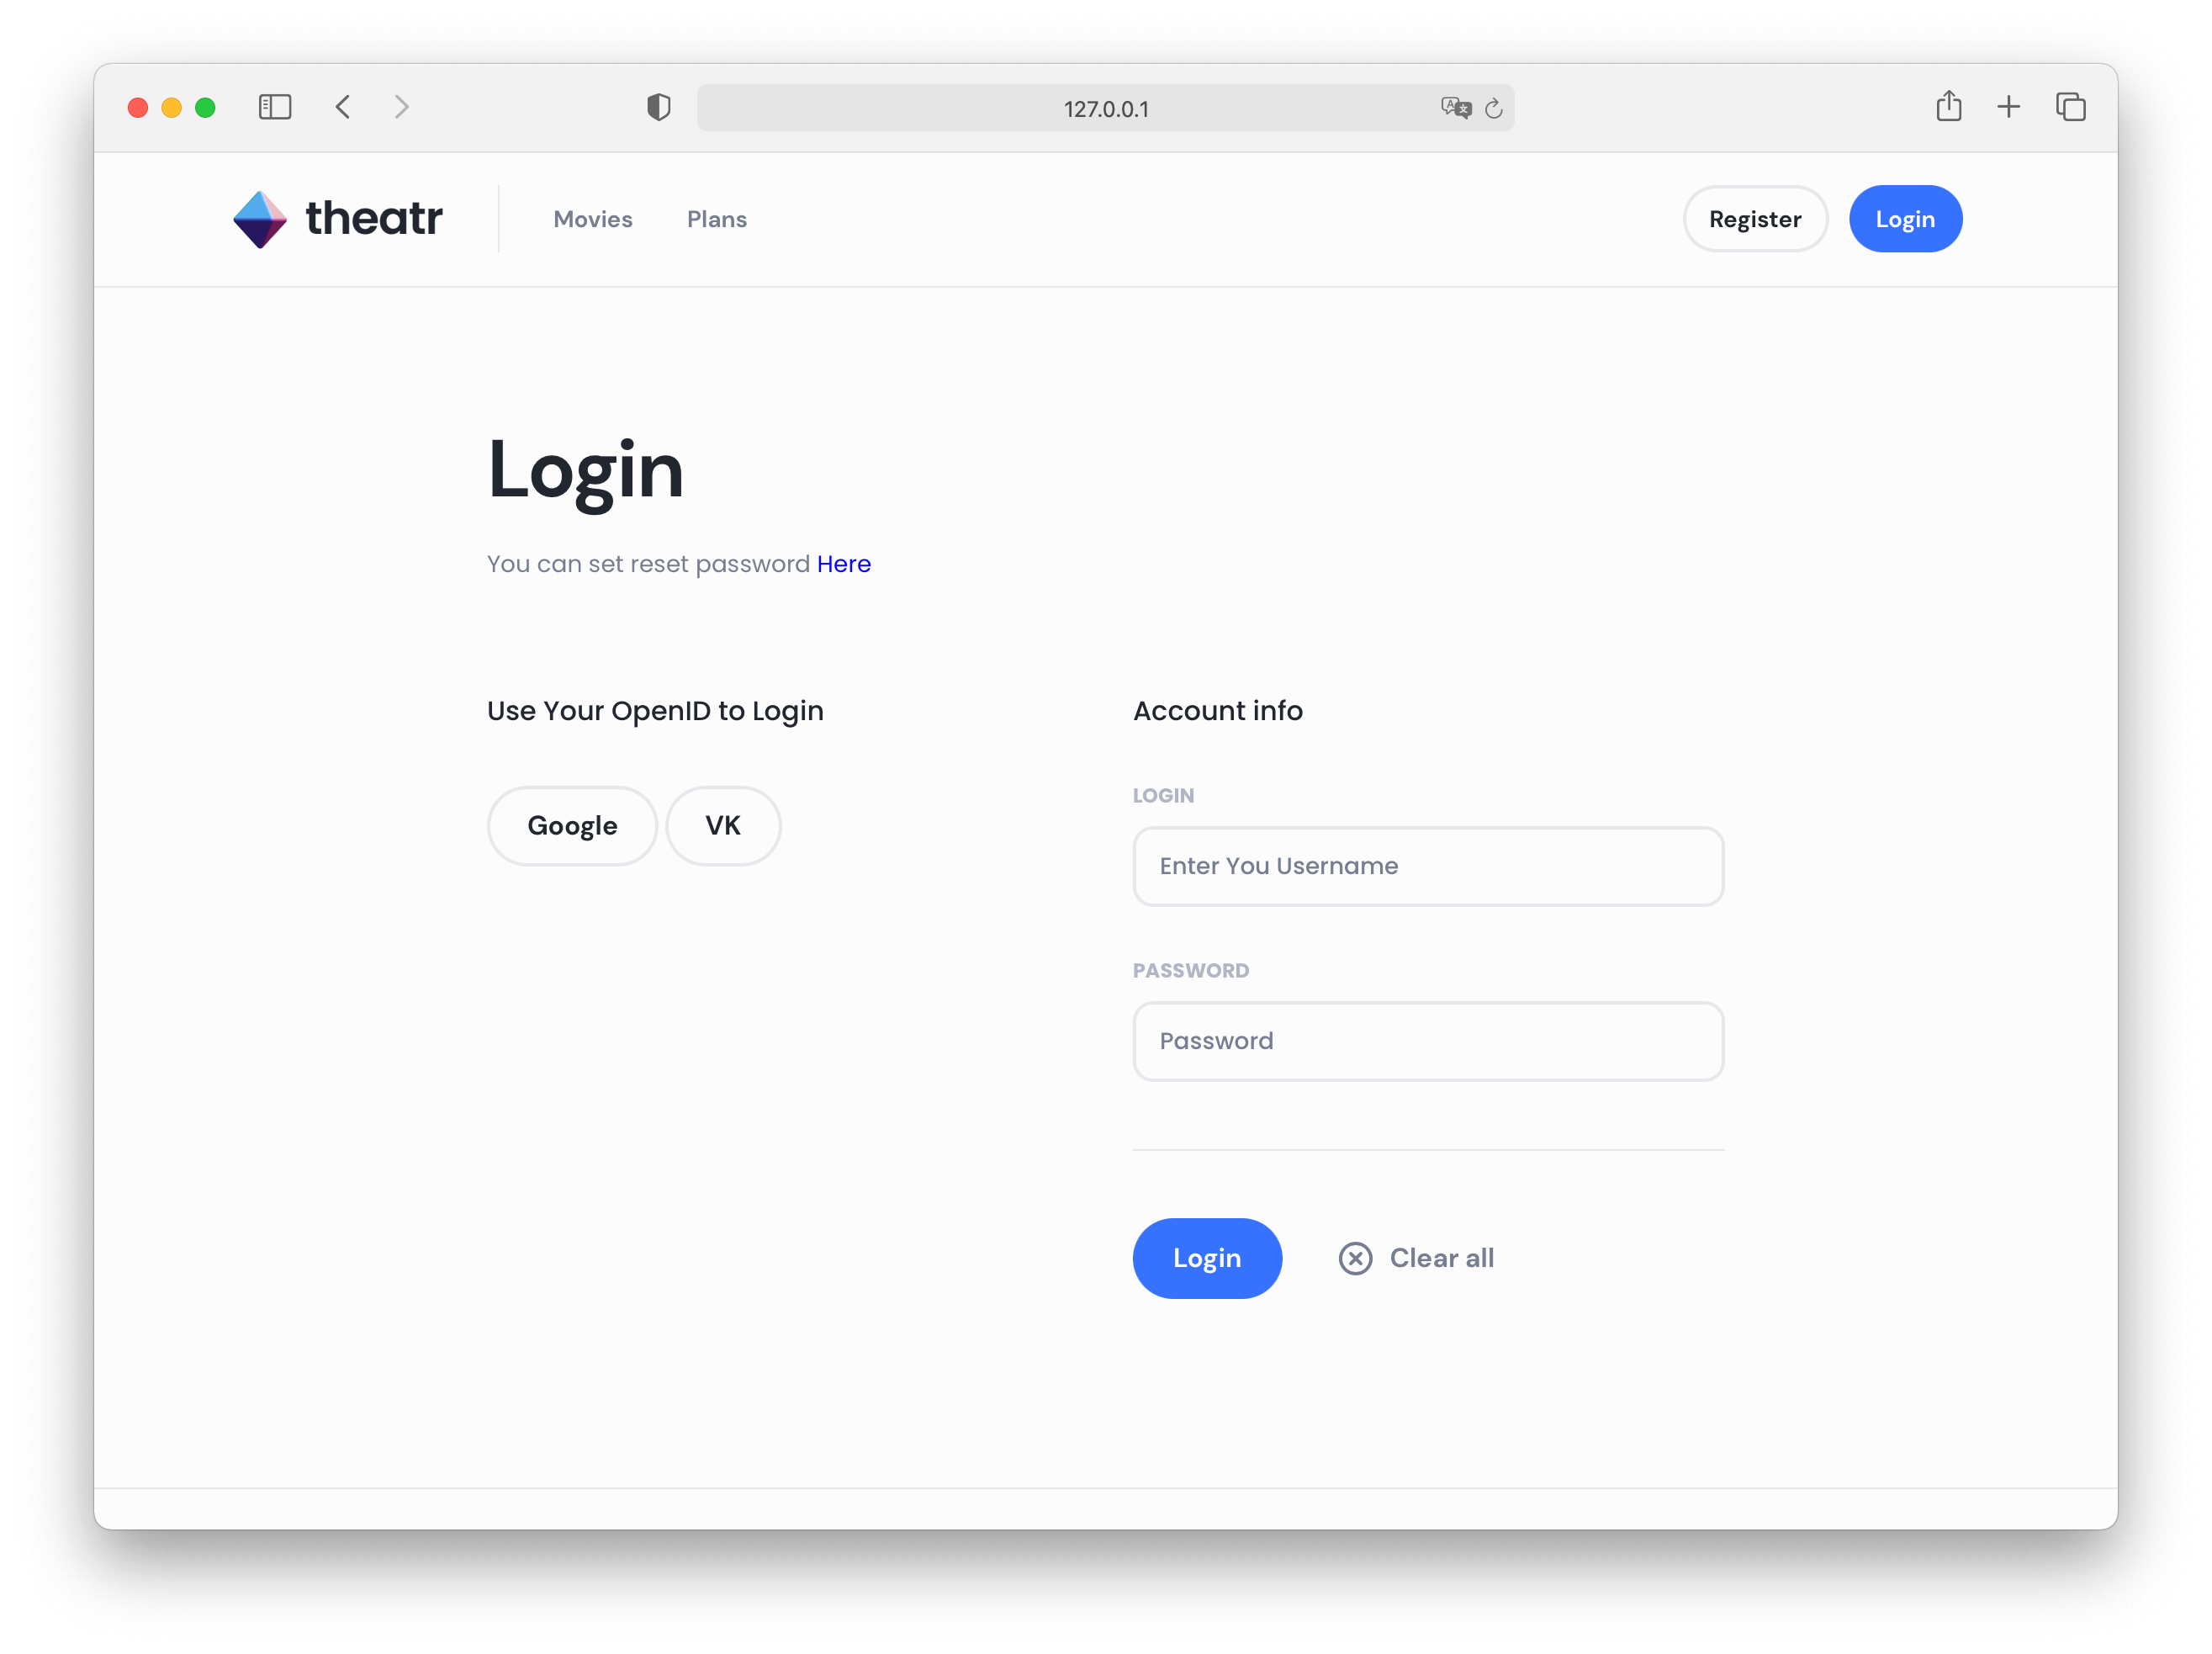 127.0.0.1
theatr
Movies
Plans
Register
Login
Login
You can set reset password Here
Use Your OpenID to Login
Google
VK
Account info
LOGIN
Enter You Username
PASSWORD
Password
Login
Clear all